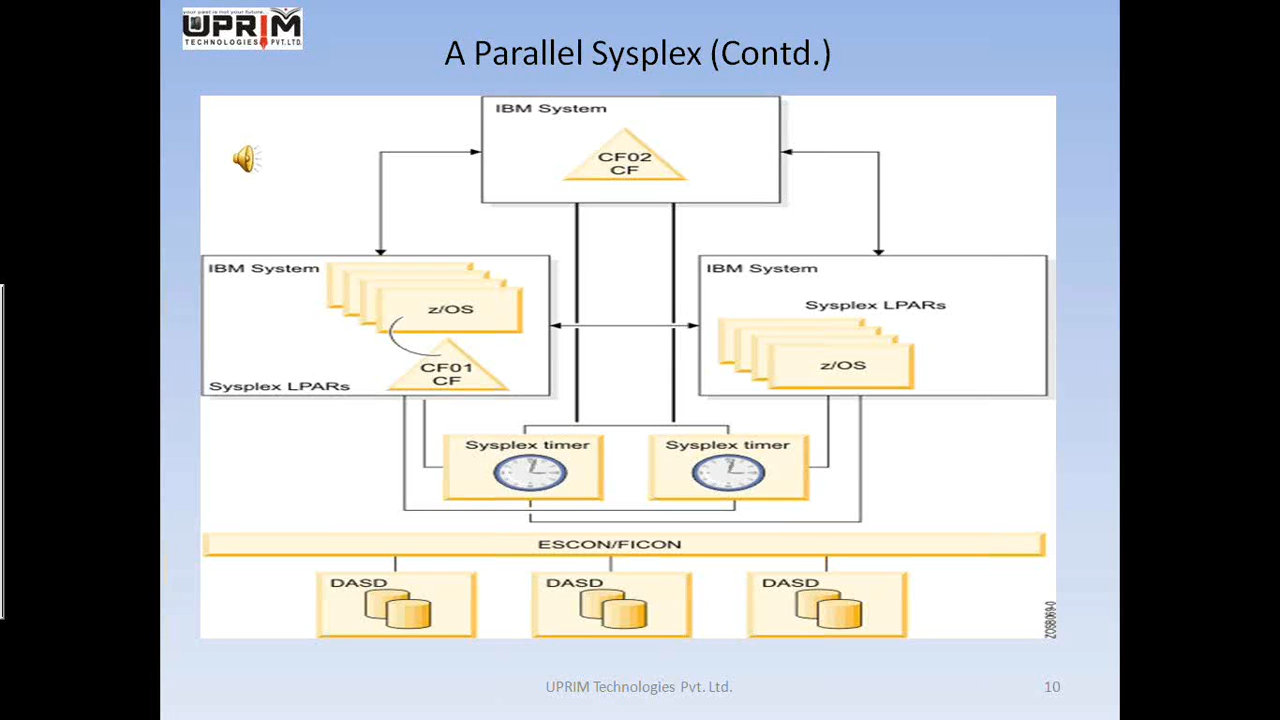 your past is not your future...
UPRIM
TECHNOLOGIES PVT.LTD.
A Parallel Sysplex (Contd.)
IBM System
CF02
CF
IBM System
z/OS
CF01
CF
Sysplex LPARs
IBM System
Sysplex LPARs
z/OS
Sysplex timer
Sysplex timer
ESCON/FICON
DASD
DASD
DASD
ZOSB069-0
UPRIM Technologies Pvt. Ltd.
10